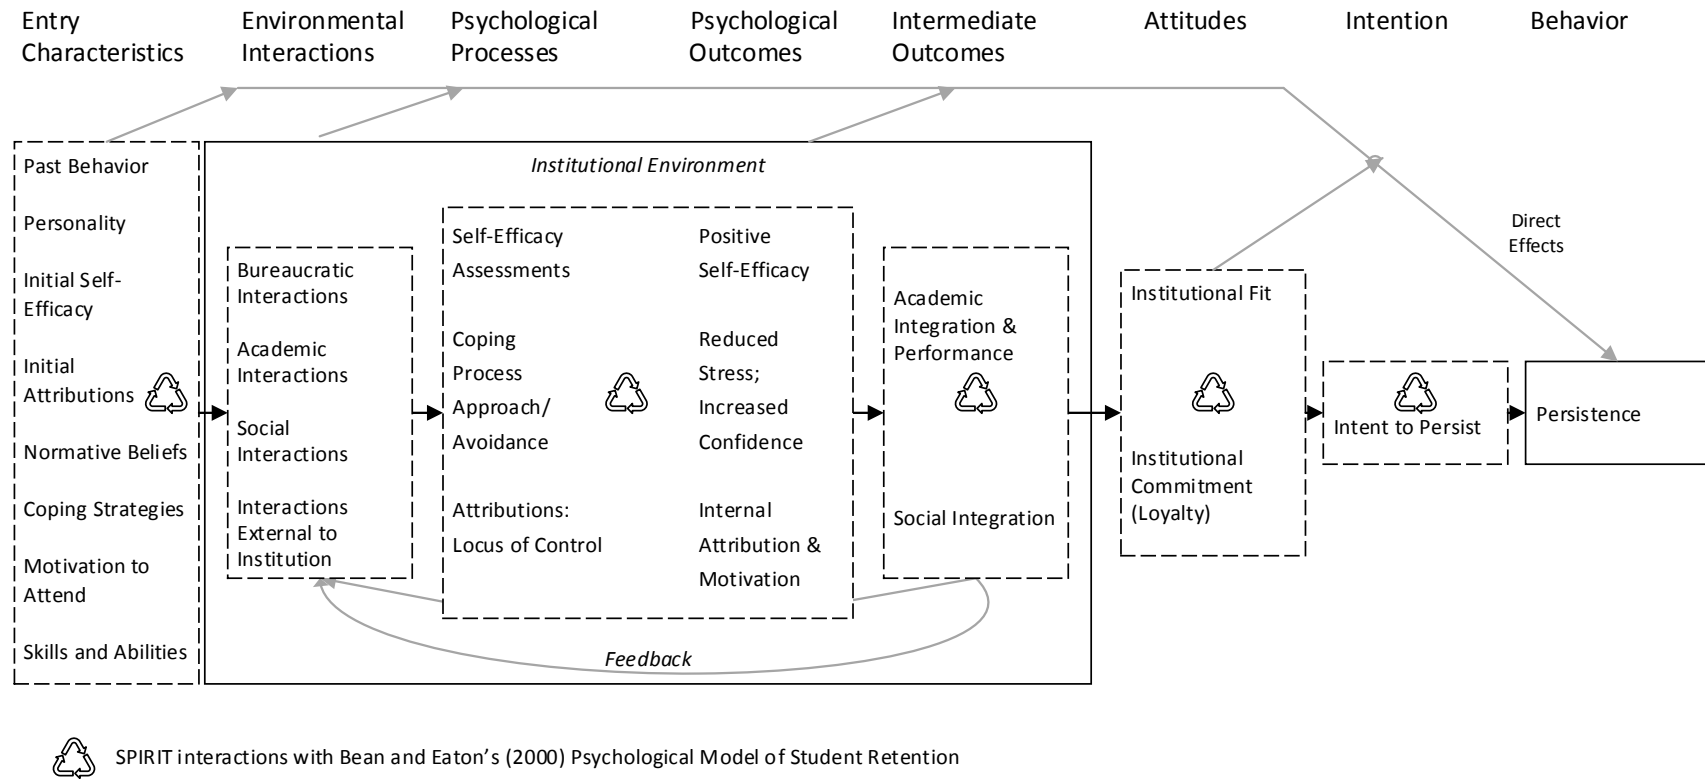 Entry
Characteristics
Environmental
Interactions
Psychological
Processes
Psychological
Outcomes
Intermediate
Outcomes
Attitudes
Intention
Behavior
Past Behavior
Personality
Initial Self-
Efficacy
Initial
Attributions
Normative Beliefs
Coping Strategies
Motivation to
Attend
Skills and Abilities
Institutional Environment
Bureaucratic
Interactions
Academic
Interactions
Social
Interactions
Interactions
External to
Institution
Self-Efficacy
Assessments
Coping
Process
Approach/
Avoidance
Attributions:
Locus of Control
Positive
Self-Efficacy
Reduced
Stress;
Increased
Confidence
Internal
Attribution &
Motivation
Academic
Integration &
Performance
Social Integration
Feedback
Institutional Fit
Institutional
Commitment
(Loyalty)
Intent to Persist
Direct
Effects
Persistence
SPIRIT interactions with Bean and Eaton’s (2000) Psychological Model of Student Retention